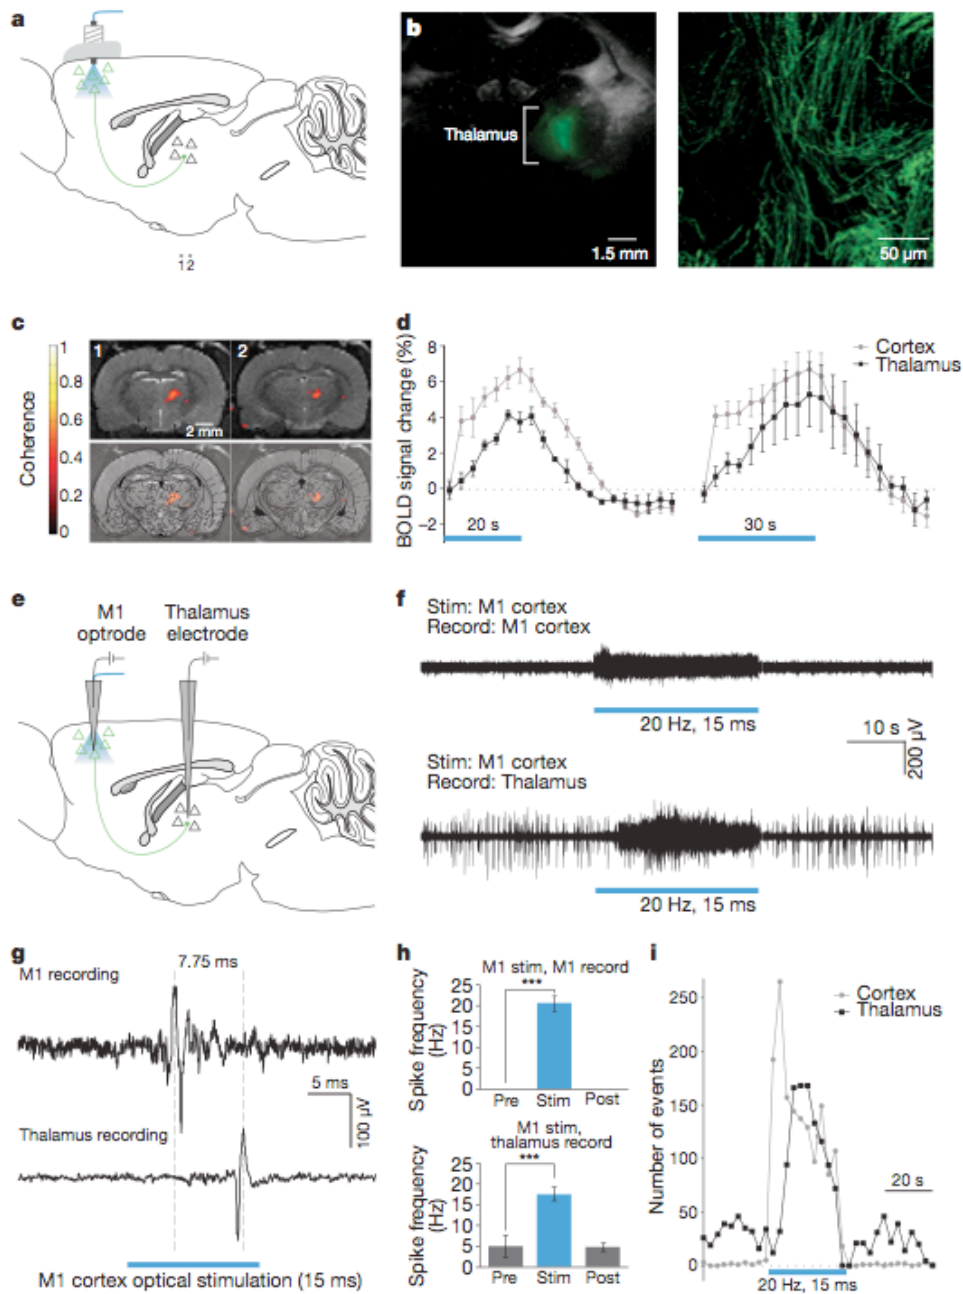 a
1 2
b
Thalamus
1.5 mm
50 µm
c
Coherence
1
0.8
0.6
0.4
0.2
0
1
2
2 mm
d
BOLD signal change (%)
8
6
4
2
0
−2
Cortex
Thalamus
20 s
30 s
e
M1
optrode
Thalamus
electrode
f
Stim: M1 cortex
Record: M1 cortex
20 Hz, 15 ms
10 s
200 µV
Stim: M1 cortex
Record: Thalamus
20 Hz, 15 ms
g
M1 recording
7.75 ms
5 ms
100 µV
Thalamus recording
M1 cortex optical stimulation (15 ms)
h
M1 stim, M1 record
***
Spike frequency
(Hz)
25
20
15
10
5
0
Pre
Stim
Post
M1 stim,
thalamus record
***
Spike frequency
(Hz)
25
20
15
10
5
0
Pre
Stim
Post
i
Number of events
250
200
150
100
50
0
Cortex
Thalamus
20 s
20 Hz, 15 ms